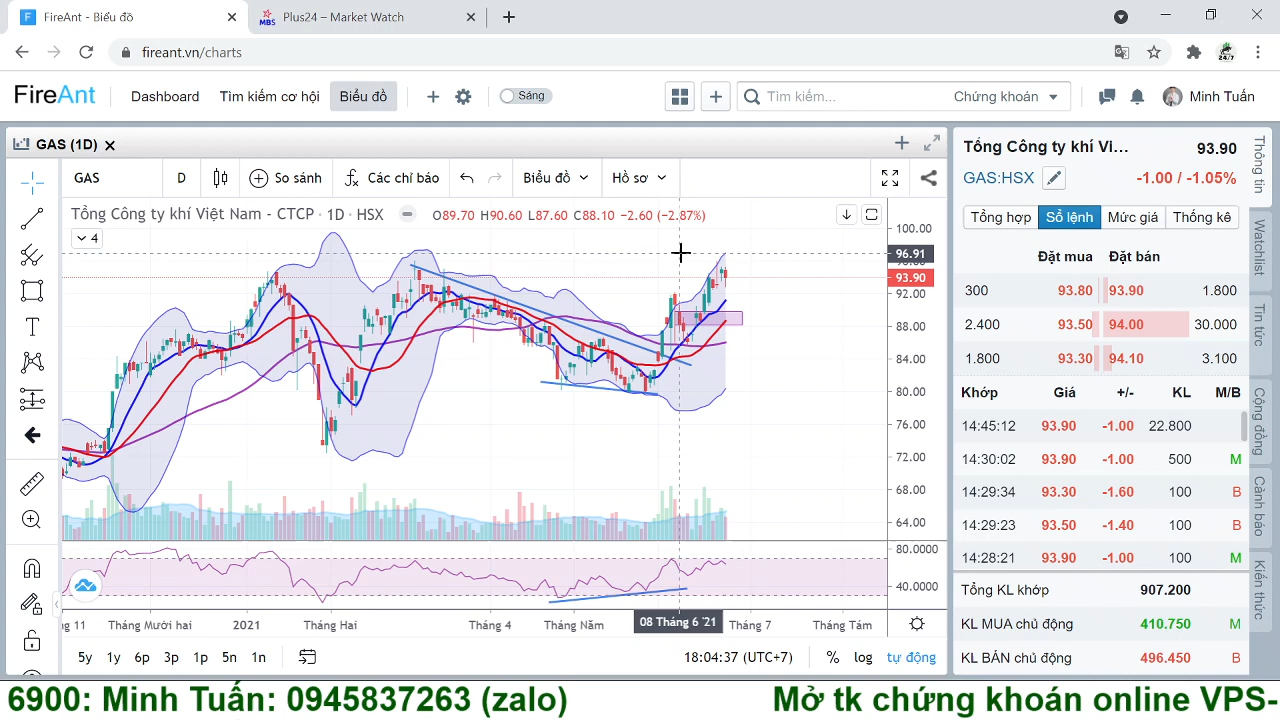 FireAnt - Biểu đồ
MBS Plus24 – Market Watch
fireant.vn/charts
24/7
FireAnt Dashboard Tìm kiếm cơ hội Biểu đồ Sáng Tìm kiếm... Chứng khoán Minh Tuấn
GAS (1D)
GAS D So sánh Các chỉ báo Biểu đồ Hồ sơ
Tổng Công ty khí Việt Nam - CTCP · 1D · HSX O89.70 H90.60 L87.60 C88.10 −2.60 (−2.87%)
4
100.00
96.91
93.90
92.00
88.00
84.00
80.00
76.00
72.00
68.00
64.00
80.0000
40.0000
ng 11 Tháng Mười hai 2021 Tháng Hai Tháng 4 Tháng Năm 08 Tháng 6 '21 Tháng 7 Tháng Tám
5y 1y 6p 3p 1p 5n 1n 18:04:37 (UTC+7) % log tự động
Tổng Công ty khí Vi... 93.90
GAS:HSX -1.00 / -1.05%
Tổng hợp Sổ lệnh Mức giá Thống kê
Đặt mua Đặt bán
300 93.80 93.90 1.800
2.400 93.50 94.00 30.00
1.800 93.30 94.10 3.100
Khớp Giá +/- KL M/B
14:45:12 93.90 -1.00 22.800
14:30:02 93.90 -1.00 500 M
14:29:34 93.30 -1.60 100 B
14:29:23 93.50 -1.40 100 B
14:28:21 93.90 -1.00 100 M
Tổng KL khớp 907.200
KL MUA chủ động 410.750 M
KL BÁN chủ động 496.450 B
Thông tin
Watchlist
Tin tức
Cộng đồng
Cảnh báo
Kiến thức
6900: Minh Tuấn: 0945837263 (zalo) Mở tk chứng khoán online VPS-